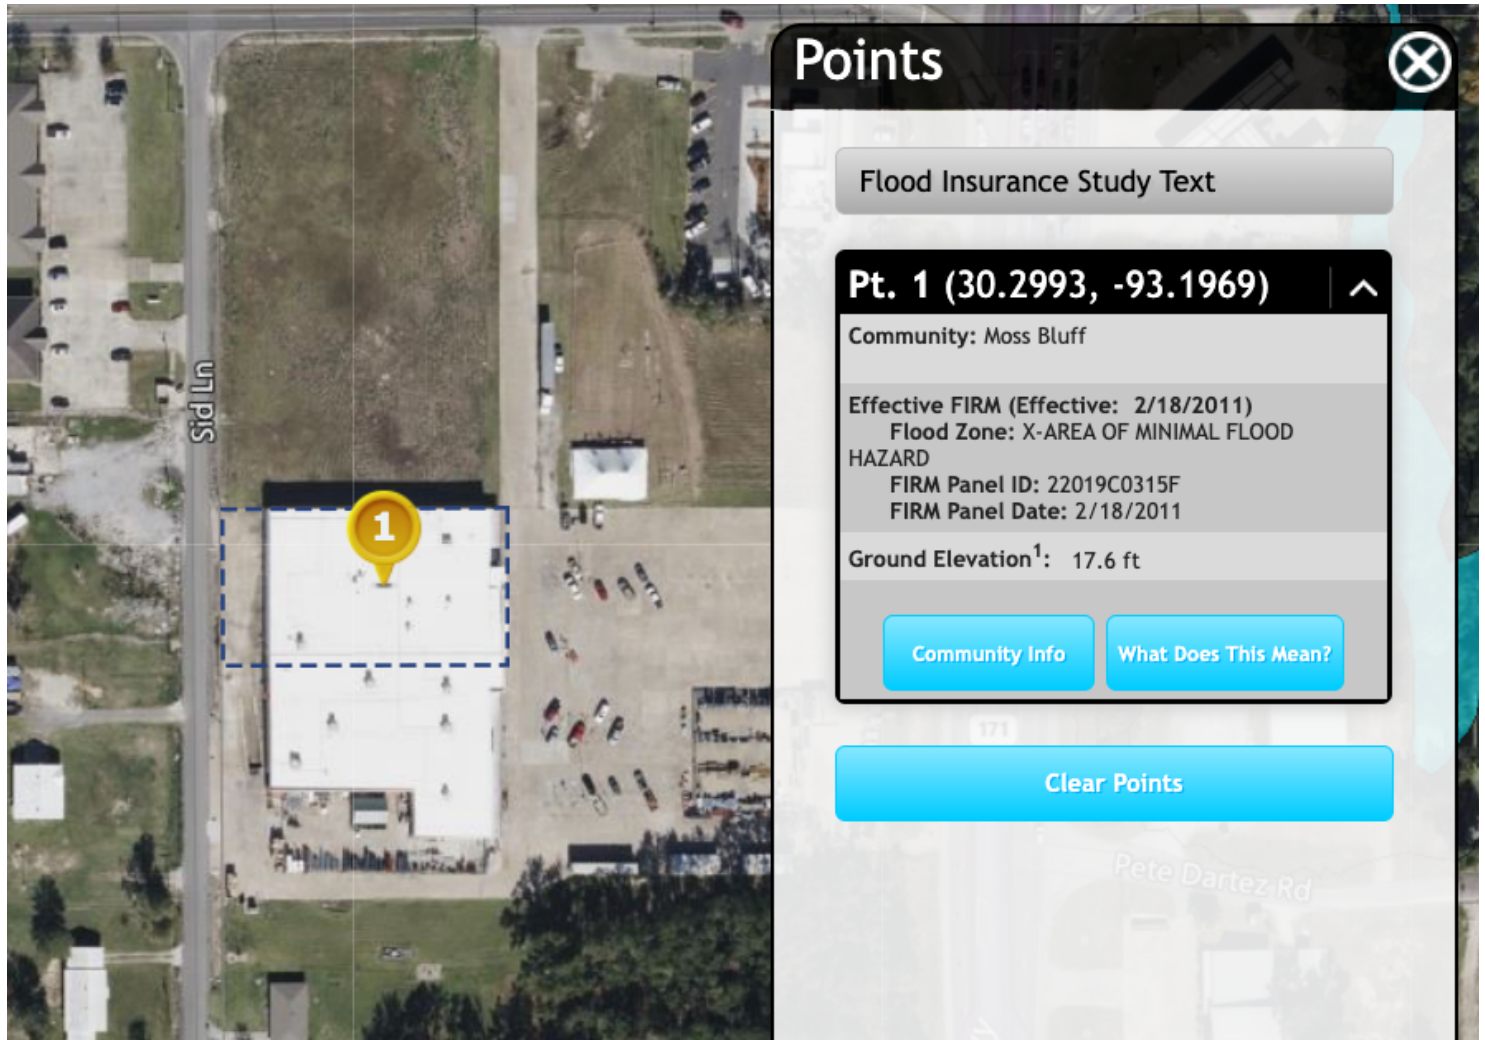 Points
Flood Insurance Study Text
Pt. 1 (30.2993, -93.1969)
Community: Moss Bluff
Effective FIRM (Effective: 2/18/2011)
Flood Zone: X-AREA OF MINIMAL FLOOD
HAZARD
FIRM Panel ID: 22019C0315F
FIRM Panel Date: 2/18/2011
Ground Elevation1: 17.6 ft
Community Info
What Does This Mean?
Clear Points
Sid Ln
1
171
Pete Dartez Rd